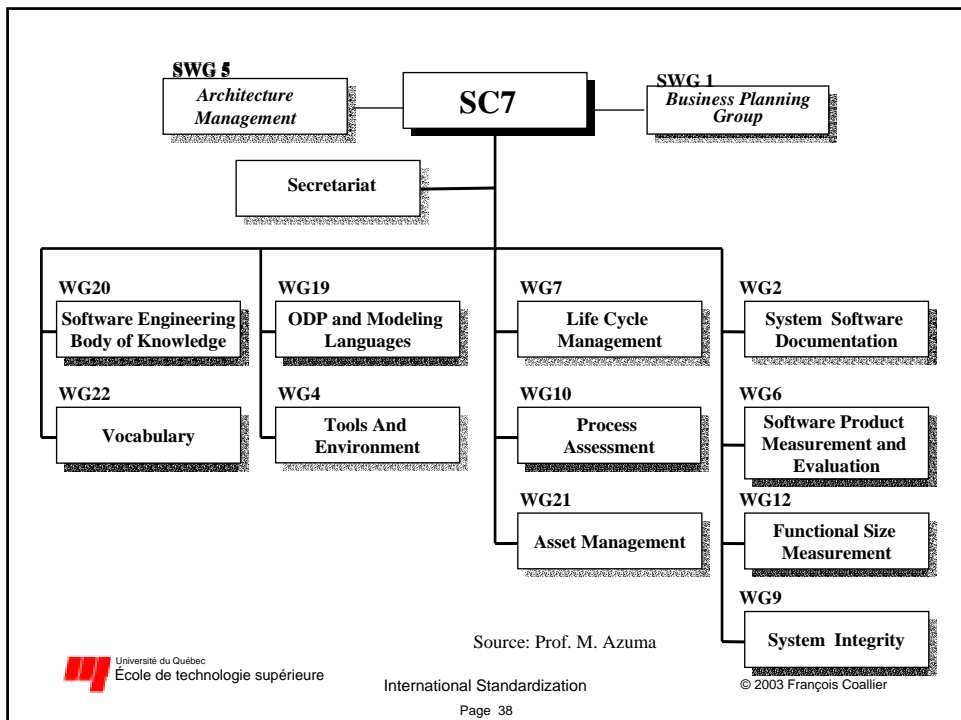 SWG 5
Architecture
Management
SC7
SWG 1
Business Planning
Group
Secretariat
WG20
Software Engineering
Body of Knowledge
WG19
ODP and Modeling
Languages
WG7
Life Cycle
Management
WG2
System Software
Documentation
WG22
Vocabulary
WG4
Tools And
Environment
WG10
Process
Assessment
WG6
Software Product
Measurement and
Evaluation
WG21
Asset Management
WG12
Functional Size
Measurement
WG9
System Integrity
Source: Prof. M. Azuma
Université du Québec
École de technologie supérieure
International Standardization
© 2003 François Coallier
Page 38